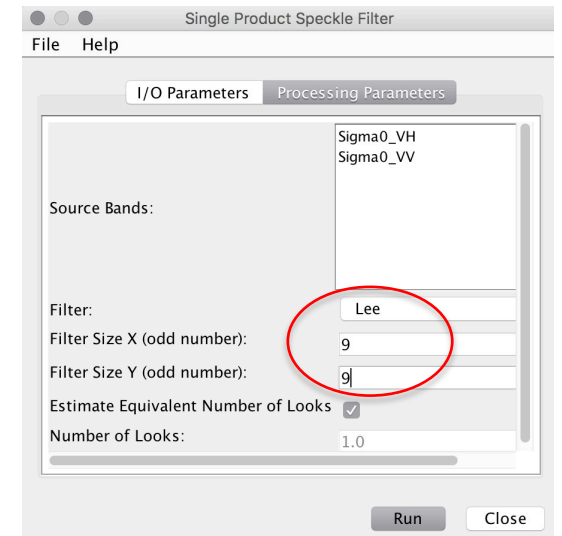 Single Product Speckle Filter
File Help
I/O Parameters Processing Parameters
Sigma0_VH
Sigma0_VV
Source Bands:
Filter: Lee
Filter Size X (odd number): 9
Filter Size Y (odd number): 9
Estimate Equivalent Number of Looks
Number of Looks: 1.0
Run Close